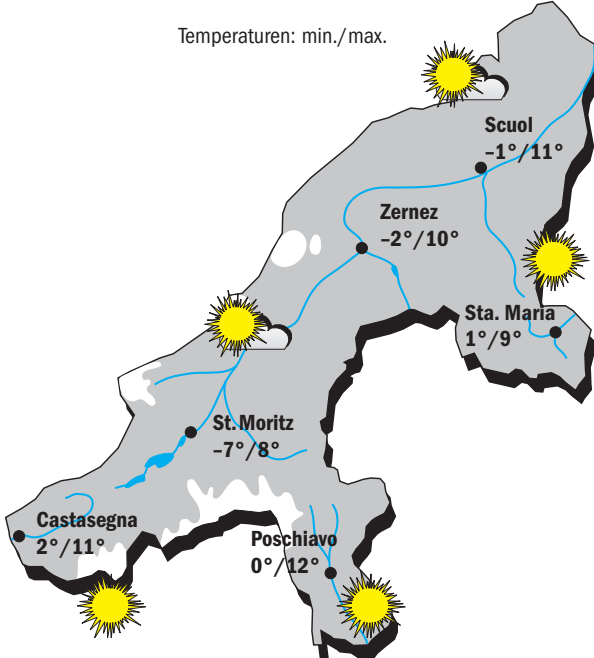 Temperaturen: min./max.
Scuol
–1°/11°
Zernez
–2°/10°
Sta. Maria
1°/9°
St. Moritz
–7°/8°
Castasegna
2°/11°
Poschiavo
0°/12°